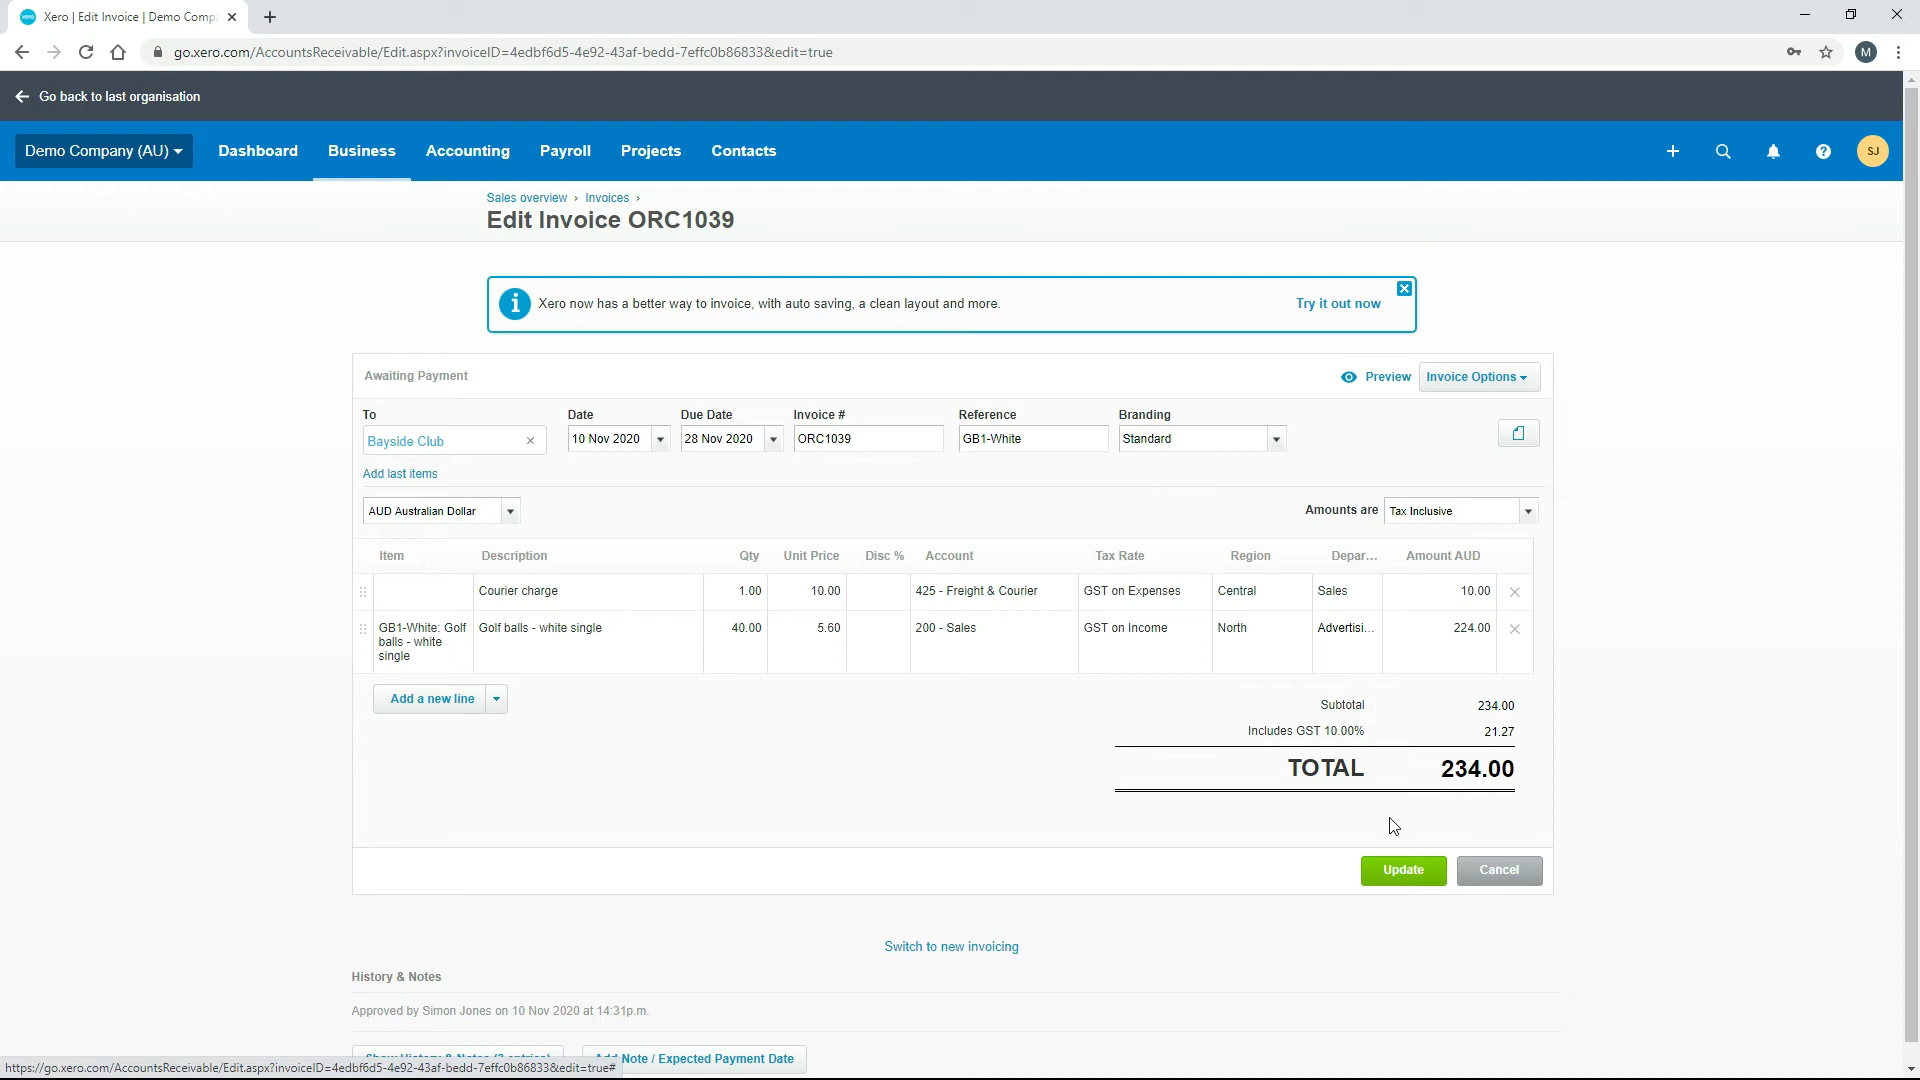 Xero | Edit Invoice | Demo Comp
go.xero.com/AccountsReceivable/Edit.aspx?invoiceID=4edbf6d5-4e92-43af-bedd-7effc0b86833&edit=true
M
Go back to last organisation
Demo Company (AU) Dashboard Business Accounting Payroll Projects Contacts SJ
Sales overview › Invoices ›
Edit Invoice ORC1039
Xero now has a better way to invoice, with auto saving, a clean layout and more. Try it out now
Awaiting Payment Preview Invoice Options
To Date Due Date Invoice # Reference Branding
Bayside Club 10 Nov 2020 28 Nov 2020 ORC1039 GB1-White Standard
Add last items
AUD Australian Dollar Amounts are Tax Inclusive
Item Description Qty Unit Price Disc % Account Tax Rate Region Depar... Amount AUD
Courier charge 1.00 10.00 425 - Freight & Courier GST on Expenses Central Sales 10.00
GB1-White: Golf balls - white single Golf balls - white single 40.00 5.60 200 - Sales GST on Income North Advertisi... 224.00
Add a new line
Subtotal 234.00
Includes GST 10.00% 21.27
TOTAL 234.00
Update Cancel
Switch to new invoicing
History & Notes
Approved by Simon Jones on 10 Nov 2020 at 14:31p.m.
Note / Expected Payment Date
https://go.xero.com/AccountsReceivable/Edit.aspx?invoiceID=4edbf6d5-4e92-43af-bedd-7effc0b86833&edit=true#